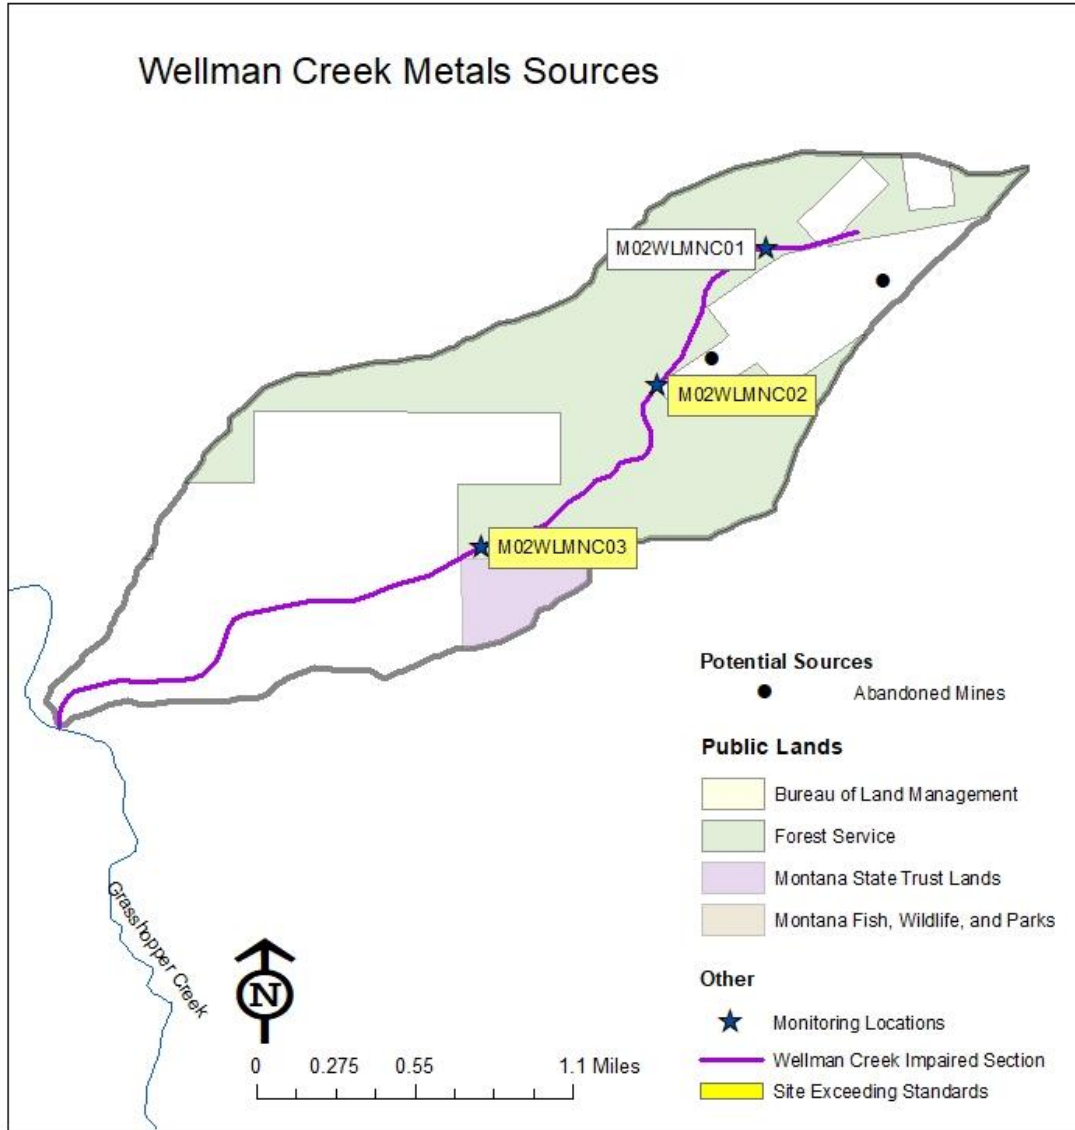 Wellman Creek Metals Sources
M02WLMNC01
M02WLMNC02
M02WLMNC03
Potential Sources
Abandoned Mines
Public Lands
Bureau of Land Management
Forest Service
Montana State Trust Lands
Montana Fish, Wildlife, and Parks
Grasshopper Creek
N
Other
Monitoring Locations
Wellman Creek Impaired Section
Site Exceeding Standards
0 0.275 0.55 1.1 Miles